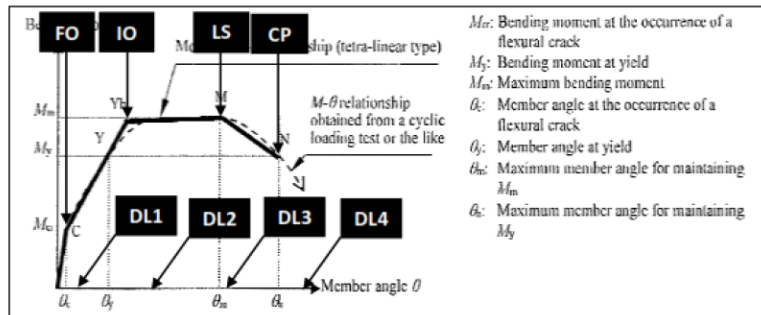 FO
IO
LS
CP
Be
Mo
ship (tetra-linear type)
M
Y
N
C
M-θ relationship
obtained from a cyclic
loading test or the like
Mm
My
DL1
DL2
DL3
DL4
Member angle θ
θc
θy
θm
θn
Mcr: Bending moment at the occurrence of a
flexural crack
My: Bending moment at yield
Mm: Maximum bending moment
θc: Member angle at the occurrence of a
flexural crack
θy: Member angle at yield
θm: Maximum member angle for maintaining
Mm
θn: Maximum member angle for maintaining
My